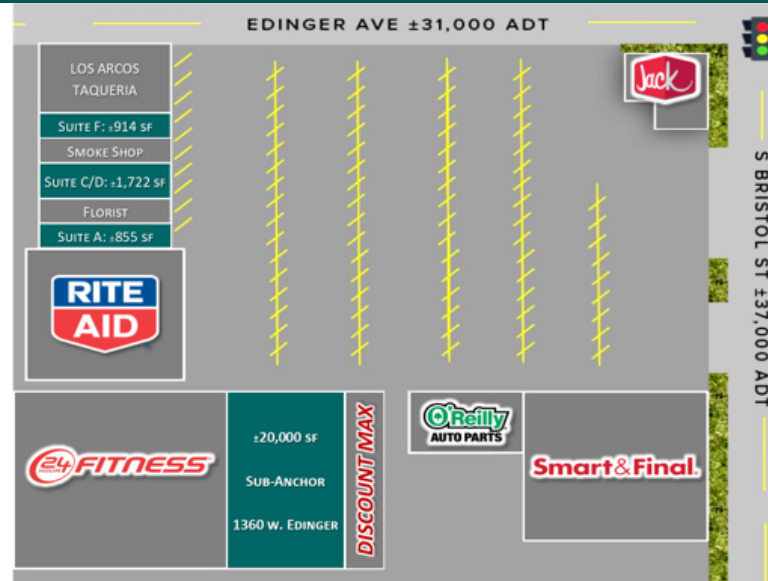 EDINGER AVE ±31,000 ADT
LOS ARCOS
TAQUERIA
SUITE F: ±914 SF
SMOKE SHOP
SUITE C/D: ±1,722 SF
FLORIST
SUITE A: ±855 SF
RITE
AID
Jack
S BRISTOL ST ±37,000 ADT
24 FITNESS
±20,000 SF
SUB-ANCHOR
1360 W. EDINGER
DISCOUNT MAX
O'Reilly
AUTO PARTS
Smart&Final.